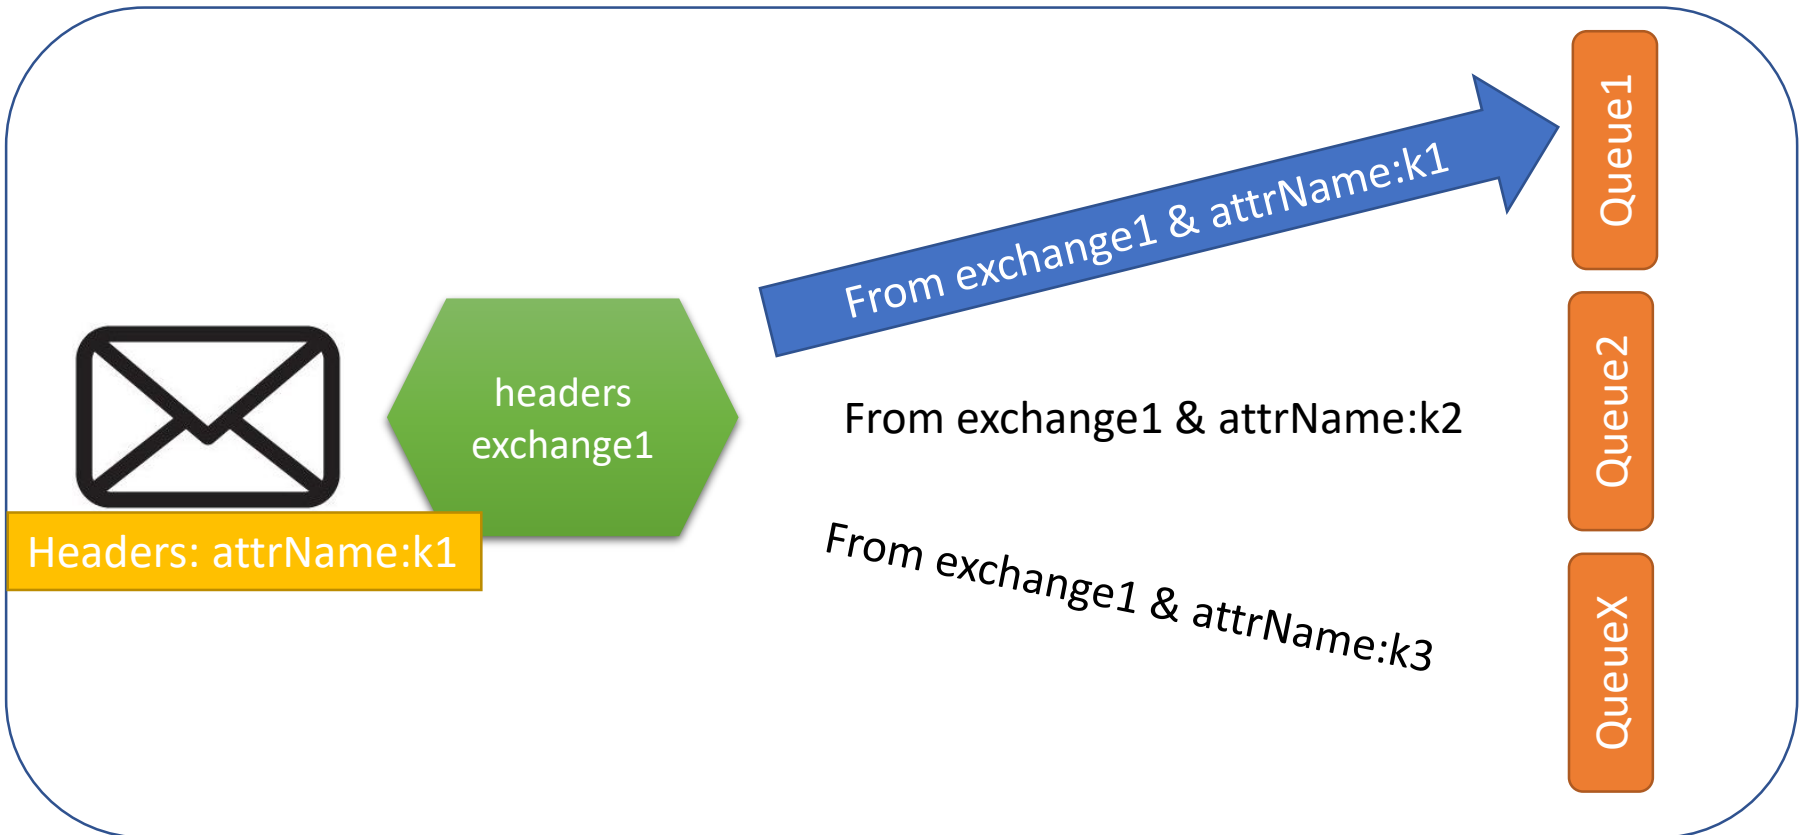 Headers: attrName:k1
headers
exchange1
From exchange1 & attrName:k1
From exchange1 & attrName:k2
From exchange1 & attrName:k3
Queue1
Queue2
QueueX